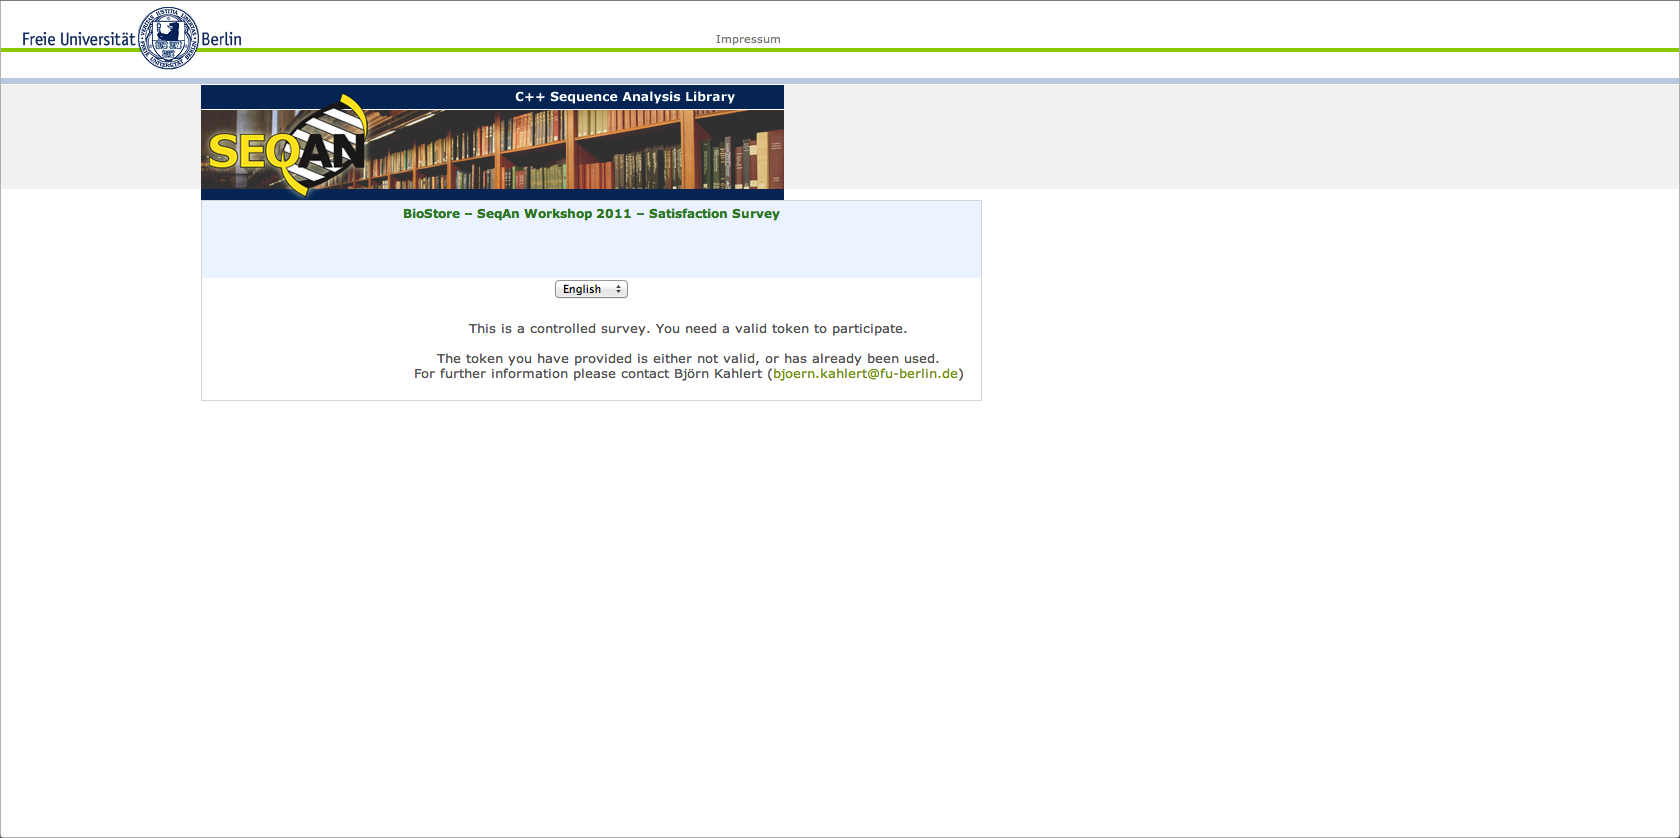 Freie Universität Berlin
Impressum
C++ Sequence Analysis Library
SEQAN
BioStore – SeqAn Workshop 2011 – Satisfaction Survey
English
This is a controlled survey. You need a valid token to participate.
The token you have provided is either not valid, or has already been used.
For further information please contact Björn Kahlert (bjoern.kahlert@fu-berlin.de)